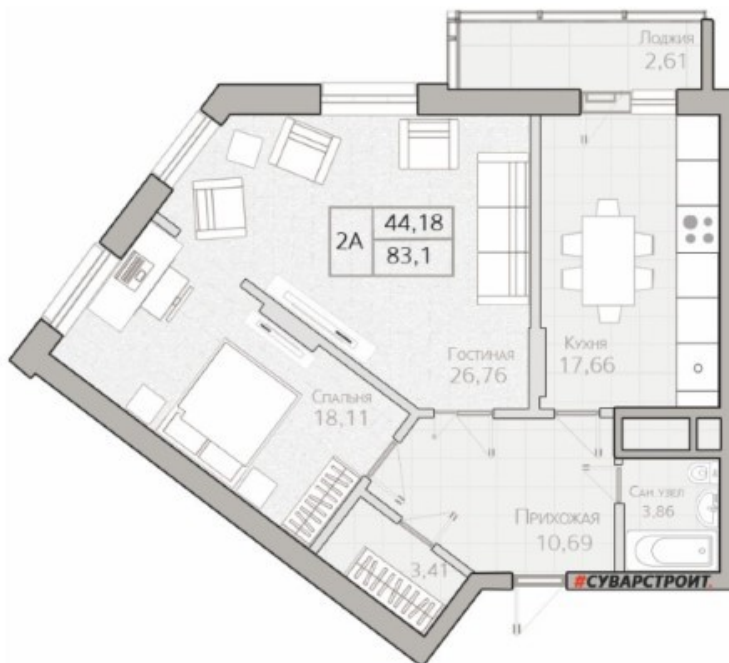 Лоджия
2,61
2А
44,18
83,1
Гостиная
26,76
Кухня
17,66
Спальня
18,11
Сан.узел
3,86
Прихожая
10,69
3,41
#СУВАРСТРОИТ.